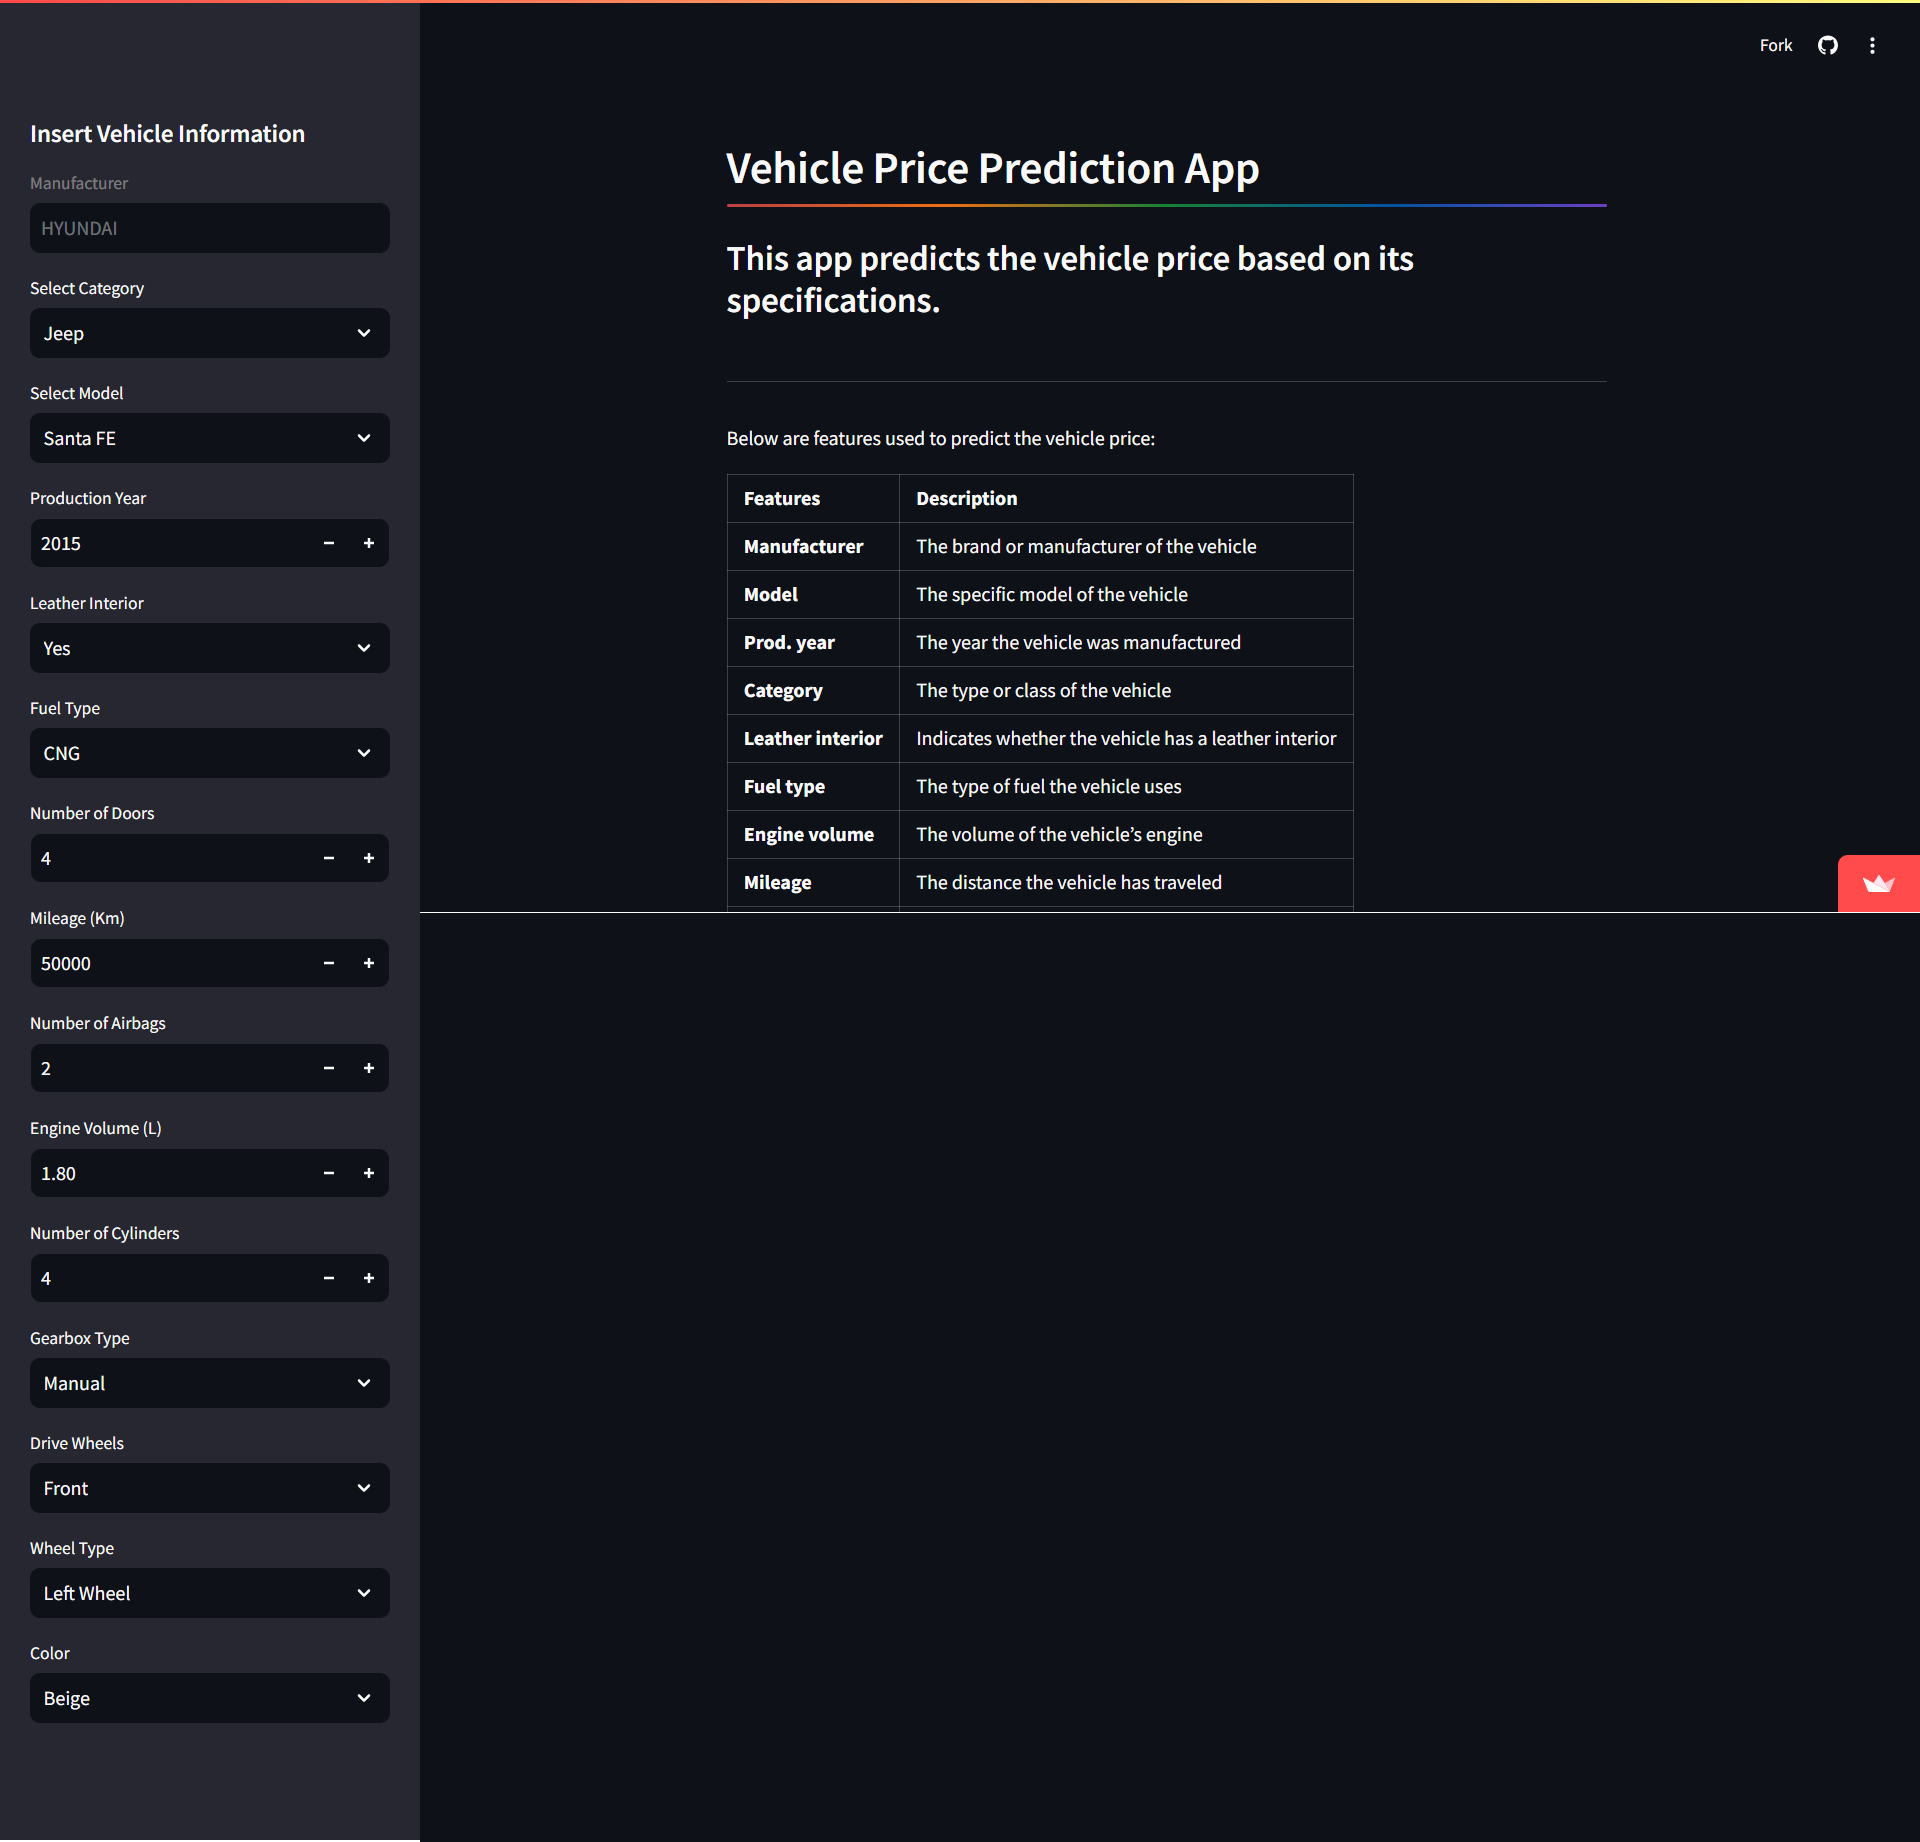 Insert Vehicle Information
Manufacturer
HYUNDAI
Select Category
Jeep
Select Model
Santa FE
Production Year
2015
Leather Interior
Yes
Fuel Type
CNG
Number of Doors
4
Mileage (Km)
50000
Number of Airbags
2
Engine Volume (L)
1.80
Number of Cylinders
4
Gearbox Type
Manual
Drive Wheels
Front
Wheel Type
Left Wheel
Color
Beige
Fork
Vehicle Price Prediction App
This app predicts the vehicle price based on its
specifications.
Below are features used to predict the vehicle price:
Features Description
Manufacturer The brand or manufacturer of the vehicle
Model The specific model of the vehicle
Prod. year The year the vehicle was manufactured
Category The type or class of the vehicle
Leather interior Indicates whether the vehicle has a leather interior
Fuel type The type of fuel the vehicle uses
Engine volume The volume of the vehicle’s engine
Mileage The distance the vehicle has traveled